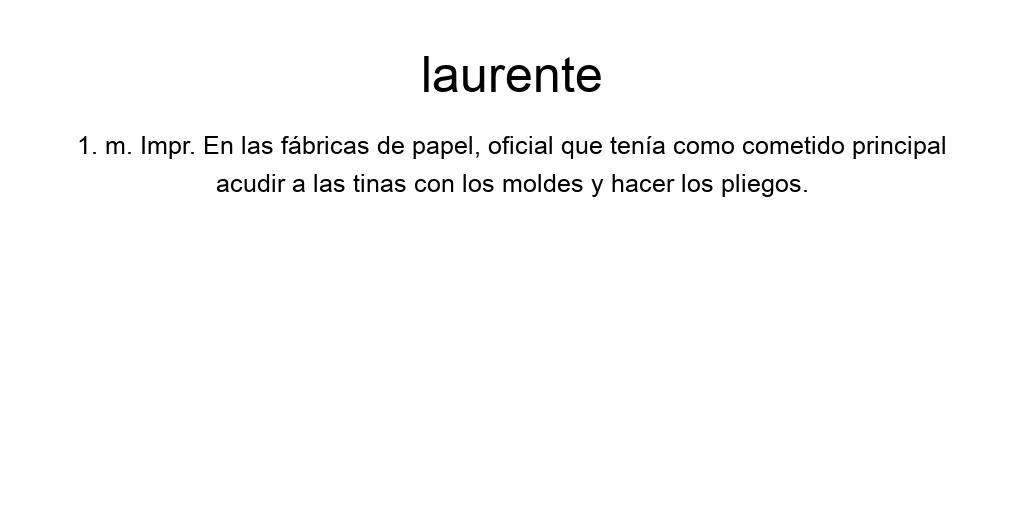 laurente
1. m. Impr. En las fábricas de papel, oficial que tenía como cometido principal
acudir a las tinas con los moldes y hacer los pliegos.